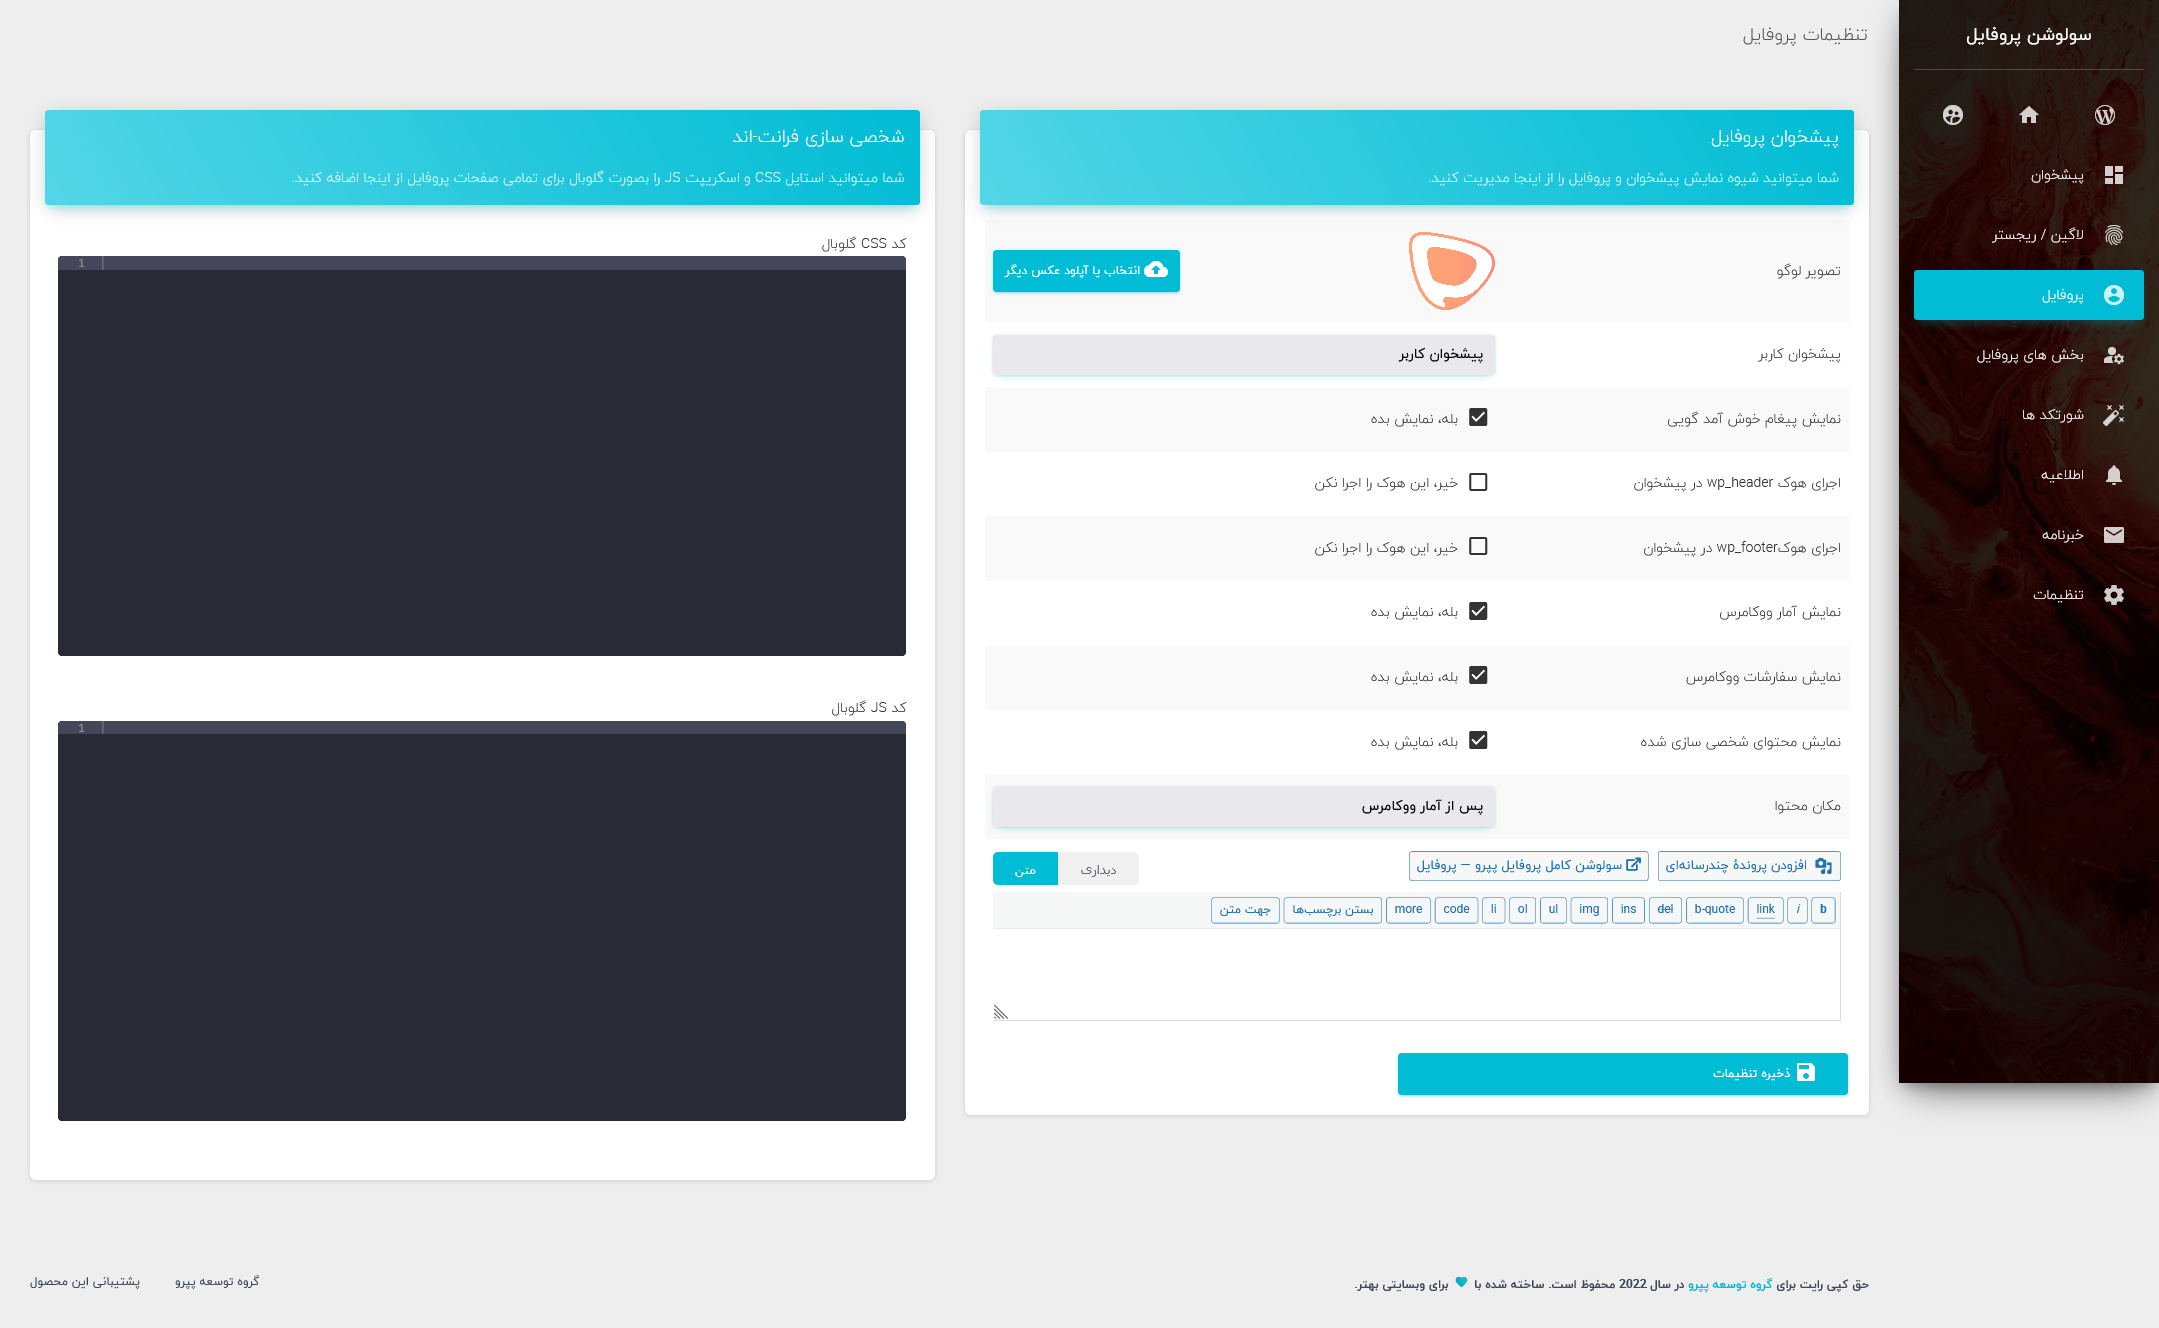 سولوشن پروفایل
پیشخوان
لاگین / ریجستر
پروفایل
بخش های پروفایل
شورتکد ها
اطلاعیه
خبرنامه
تنظیمات
تنظیمات پروفایل
پیشخوان پروفایل
شما میتوانید شیوه نمایش پیشخوان و پروفایل را از اینجا مدیریت کنید.
تصویر لوگو
انتخاب یا آپلود عکس دیگر
پیشخوان کاربر
پیشخوان کاربر
نمایش پیغام خوش آمد گویی
بله، نمایش بده
اجرای هوک wp_header در پیشخوان
خیر، این هوک را اجرا نکن
اجرای هوکwp_footer در پیشخوان
خیر، این هوک را اجرا نکن
نمایش آمار ووکامرس
بله، نمایش بده
نمایش سفارشات ووکامرس
بله، نمایش بده
نمایش محتوای شخصی سازی شده
بله، نمایش بده
مکان محتوا
پس از آمار ووکامرس
افزودن پروندهٔ چندرسانه‌ای
سولوشن کامل پروفایل پپرو — پروفایل
دیداری
متن
b i link b-quote del ins img ul ol li code more بستن برچسب‌ها جهت متن
ذخیره تنظیمات
شخصی سازی فرانت-اند
شما میتوانید استایل CSS و اسکریپت JS را بصورت گلوبال برای تمامی صفحات پروفایل از اینجا اضافه کنید.
کد CSS گلوبال
1
کد JS گلوبال
1
حق کپی رایت برای گروه توسعه پپرو در سال 2022 محفوظ است. ساخته شده با برای وبسایتی بهتر.
گروه توسعه پپرو
پشتیبانی این محصول